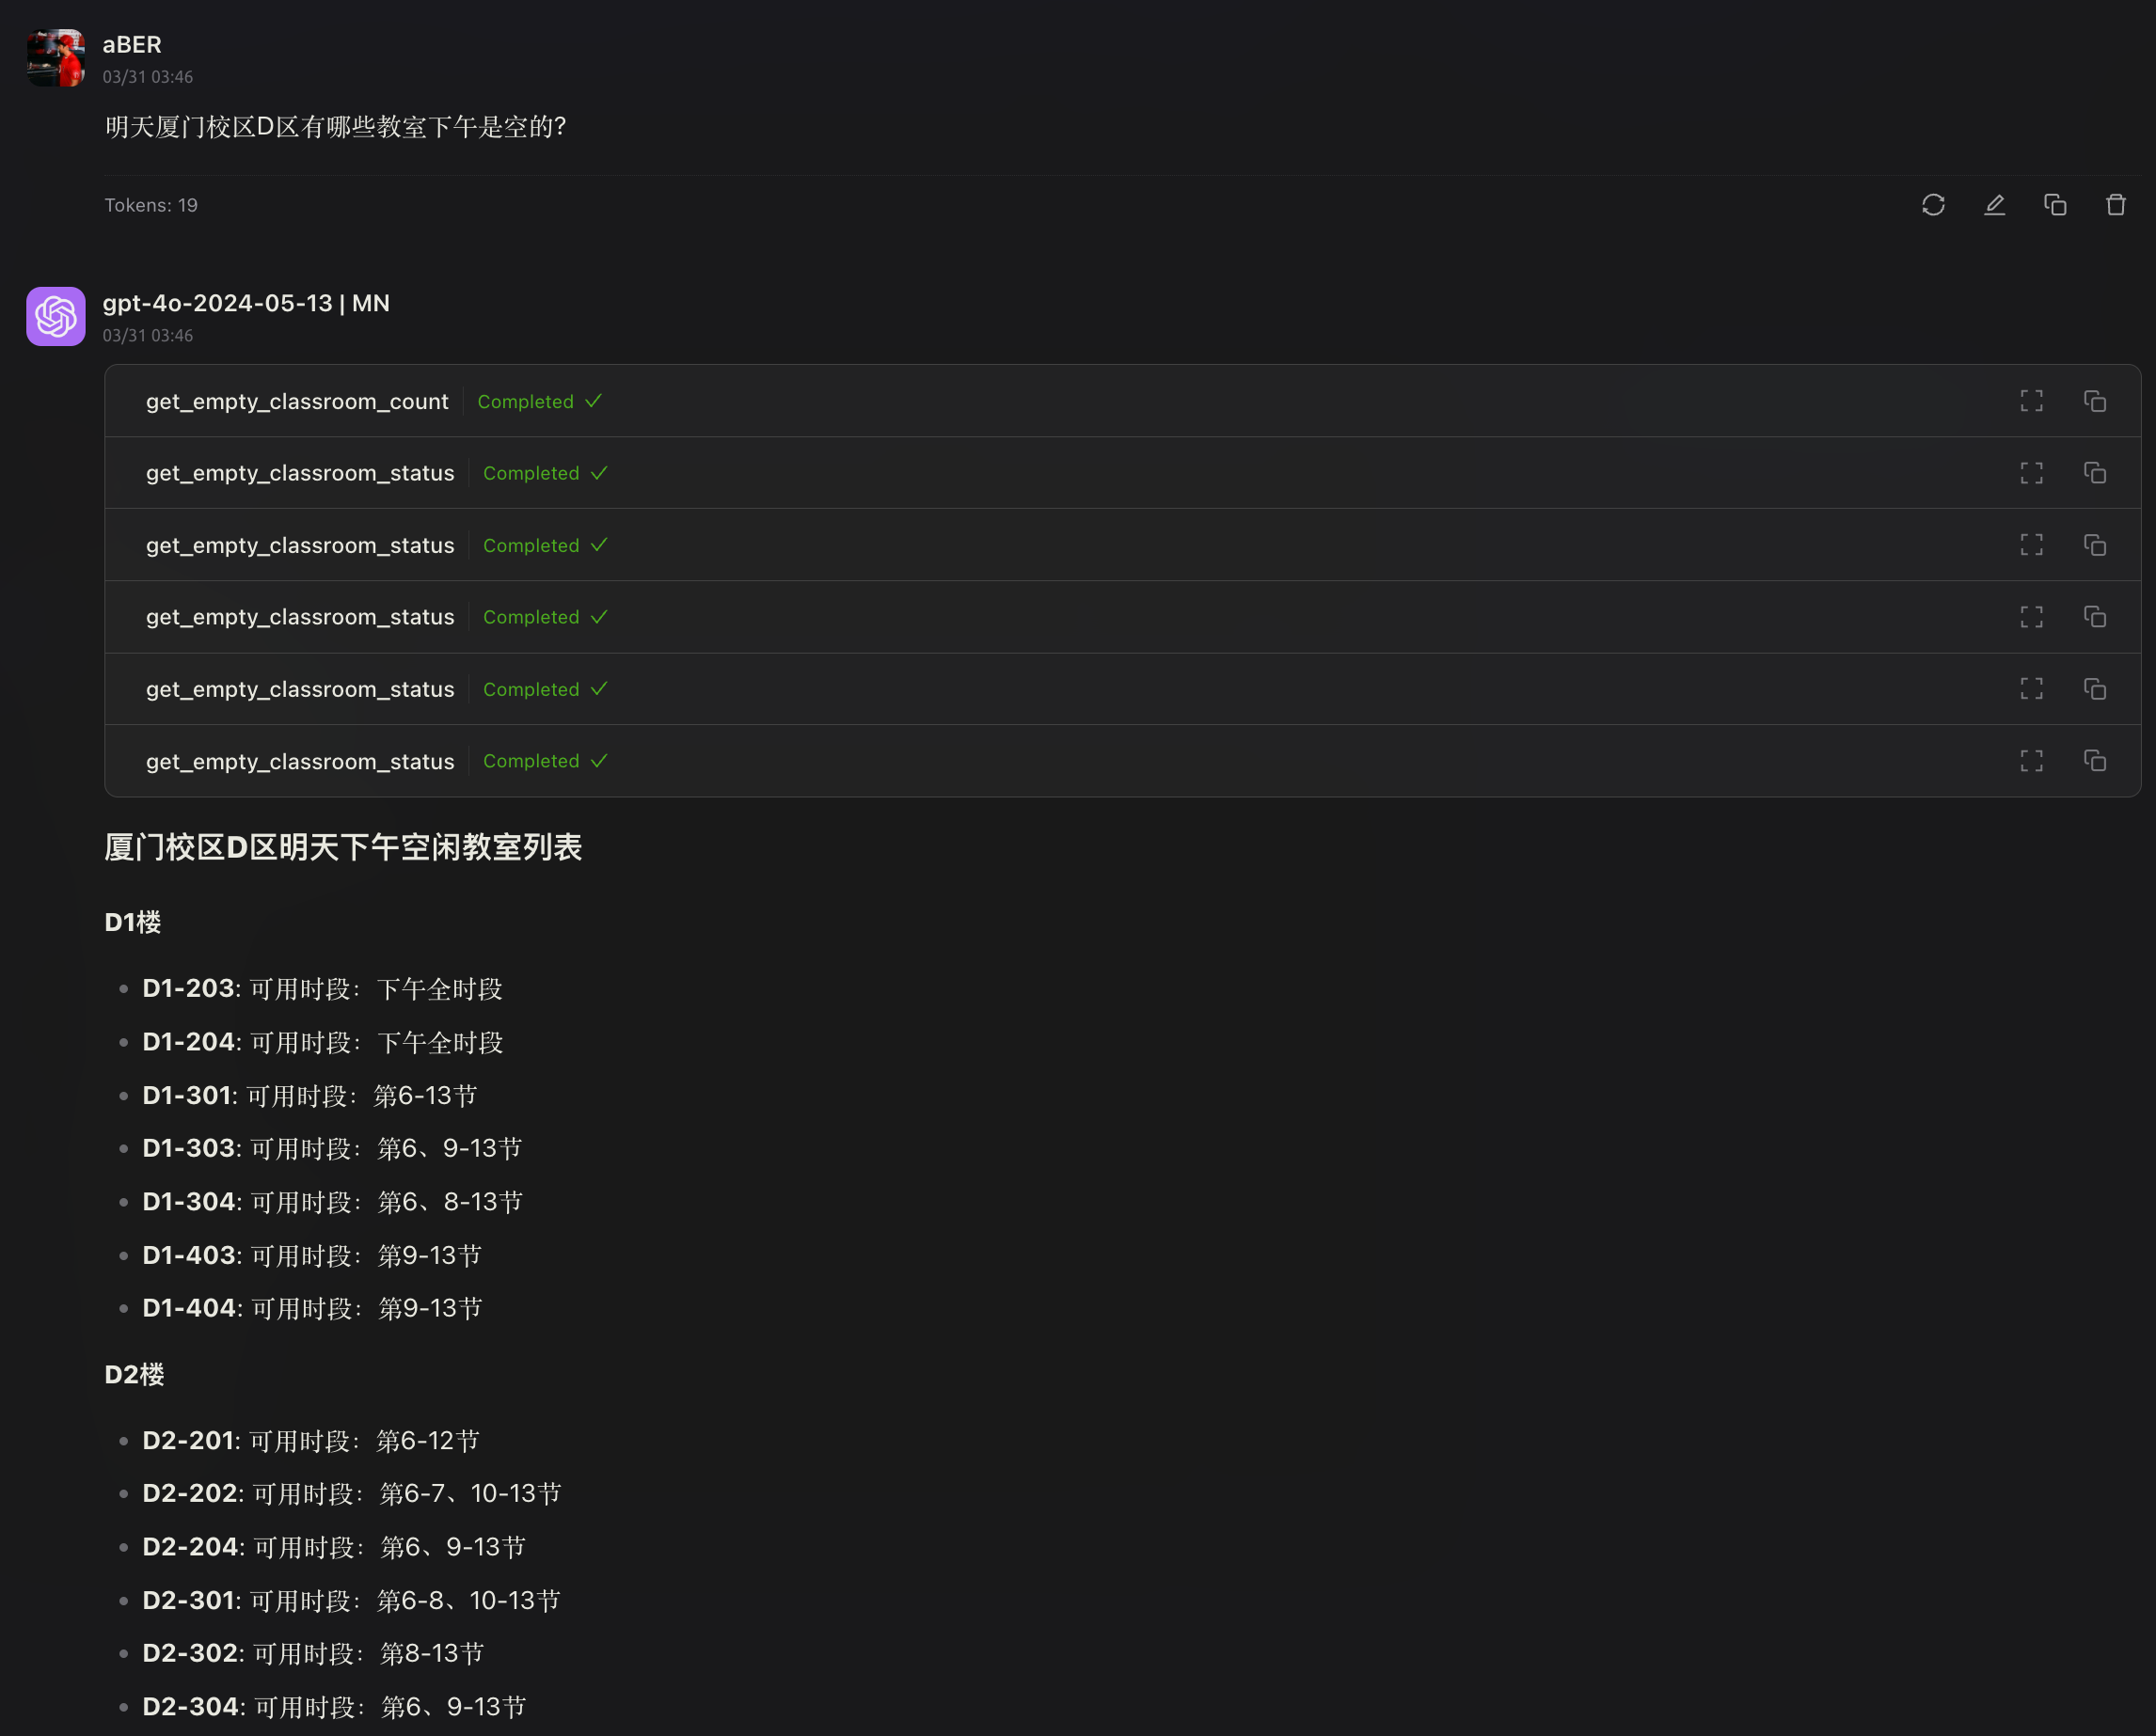 aBER
03/31 03:46
明天厦门校区D区有哪些教室下午是空的?
Tokens: 19
gpt-4o-2024-05-13 | MN
03/31 03:46
get_empty_classroom_count Completed
get_empty_classroom_status Completed
get_empty_classroom_status Completed
get_empty_classroom_status Completed
get_empty_classroom_status Completed
get_empty_classroom_status Completed
厦门校区D区明天下午空闲教室列表
D1楼
D1-203: 可用时段：下午全时段
D1-204: 可用时段：下午全时段
D1-301: 可用时段：第6-13节
D1-303: 可用时段：第6、9-13节
D1-304: 可用时段：第6、8-13节
D1-403: 可用时段：第9-13节
D1-404: 可用时段：第9-13节
D2楼
D2-201: 可用时段：第6-12节
D2-202: 可用时段：第6-7、10-13节
D2-204: 可用时段：第6、9-13节
D2-301: 可用时段：第6-8、10-13节
D2-302: 可用时段：第8-13节
D2-304: 可用时段：第6、9-13节